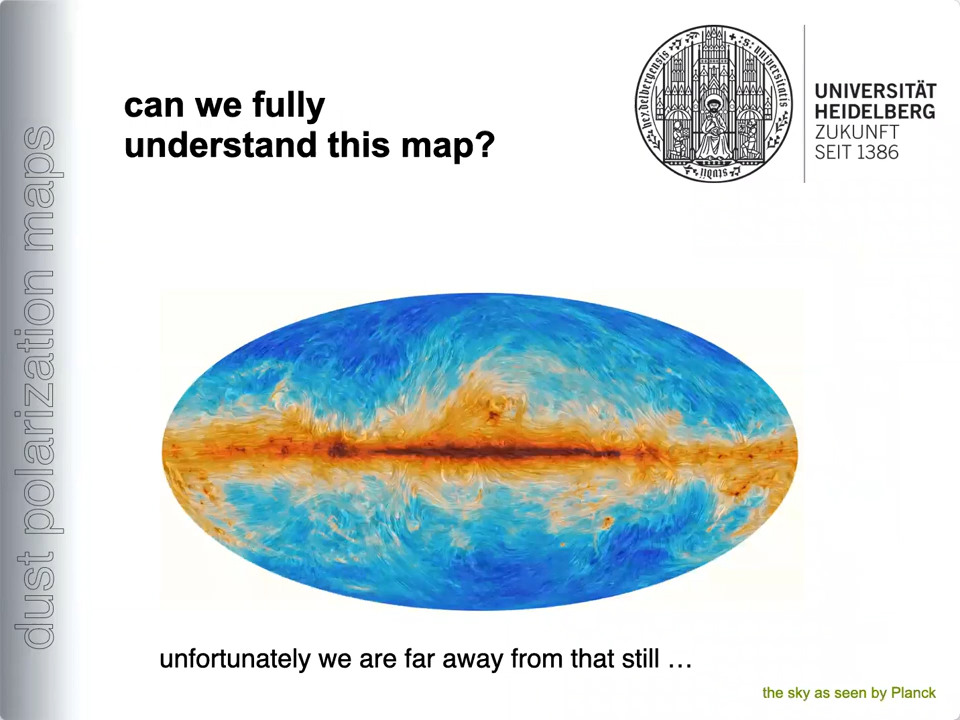 dust polarization maps
can we fully
understand this map?
UNIVERSITÄT
HEIDELBERG
ZUKUNFT
SEIT 1386
unfortunately we are far away from that still …
the sky as seen by Planck